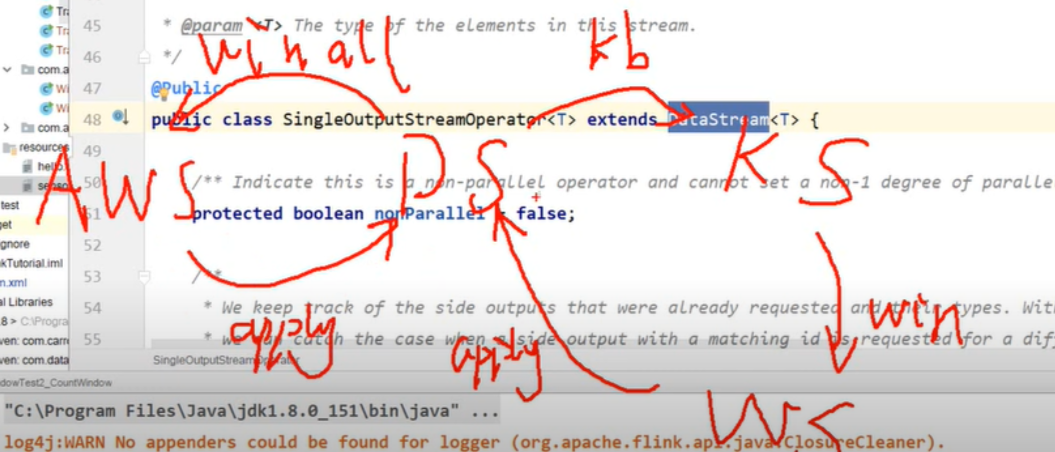 Tra
Tra
Tra
com.a
Wi
Wi
com.a
resources
hello.
senso
test
get
gnore
kTutorial.iml
n.xml
al Libraries
.8 > C:\Progra
ven: com.carr
ven: com.data
45 * @param <T> The type of the elements in this stream.
46 */
win all
kb
47 @Public
48 public class SingleOutputStreamOperator<T> extends DataStream<T> {
49
AWS
DS
KS
50 /** Indicate this is a non-parallel operator and cannot set a non-1 degree of paralle
51 protected boolean nonParallel = false;
52
53 /**
54 * We keep track of the side outputs that were already requested and their types. With
win
apply
apply
55 * we can catch the case when a side output with a matching id is requested for a diff
SingleOutputStreamOperator
WS
dowTest2_CountWindow
"C:\Program Files\Java\jdk1.8.0_151\bin\java" ...
log4j:WARN No appenders could be found for logger (org.apache.flink.api.java.ClosureCleaner).